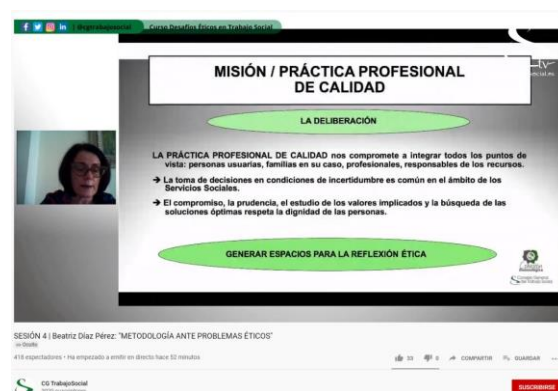 | @cgtrabajosocial
Curso Desafíos Éticos en Trabajo Social
MISIÓN / PRÁCTICA PROFESIONAL
DE CALIDAD
LA DELIBERACIÓN
LA PRÁCTICA PROFESIONAL DE CALIDAD nos compromete a integrar todos los puntos de
vista: personas usuarias, familias en su caso, profesionales, responsables de los recursos.
→ La toma de decisiones en condiciones de incertidumbre es común en el ámbito de los
Servicios Sociales.
→ El compromiso, la prudencia, el estudio de los valores implicados y la búsqueda de las
soluciones óptimas respeta la dignidad de las personas.
GENERAR ESPACIOS PARA LA REFLEXIÓN ÉTICA
SESIÓN 4 | Beatriz Díaz Pérez: "METODOLOGÍA ANTE PROBLEMAS ÉTICOS"
418 espectadores • Ha empezado a emitir en directo hace 52 minutos
33
0
COMPARTIR
GUARDAR
CG TrabajoSocial
SUSCRIBIRSE